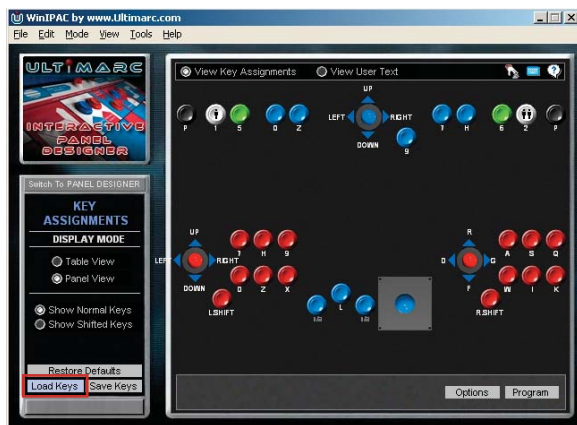 WinIPAC by www.Ultimarc.com
File Edit Mode View Tools Help
ULTIMARC
INTERACTIVE
PANEL
DESIGNER
View Key Assignments View User Text
UP
LEFT RIGHT
DOWN
P 1 5 O Z 9 7 H 6 2 P
Switch To PANEL DESIGNER
KEY
ASSIGNMENTS
DISPLAY MODE
Table View
Panel View
Show Normal Keys
Show Shifted Keys
Restore Defaults
Load Keys Save Keys
UP
LEFT RIGHT
DOWN
7 H 9
O Z X
L.SHIFT
L
R
D G
F
A S Q
W I K
R.SHIFT
Options Program